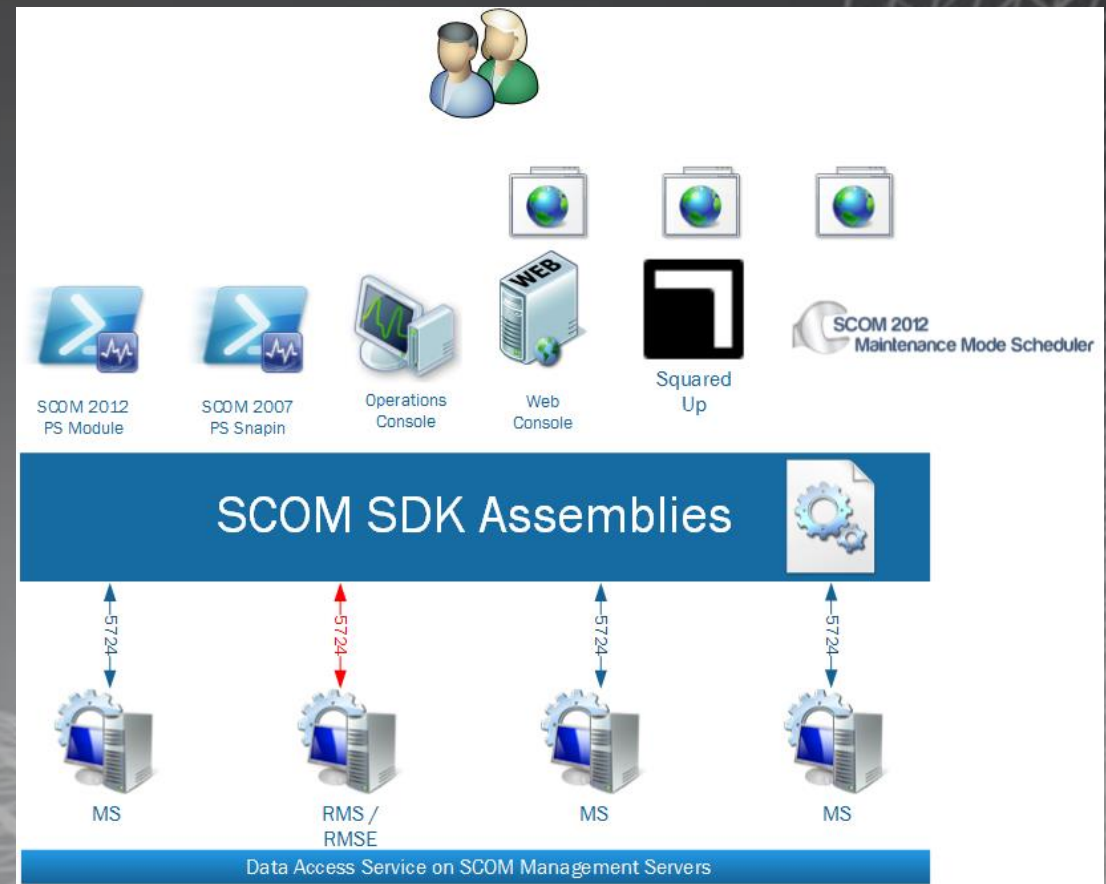 WEB
SCOM 2012
Maintenance Mode Scheduler
SCOM 2012
PS Module
SCOM 2007
PS Snapin
Operations
Console
Web
Console
Squared
Up
SCOM SDK Assemblies
5724
5724
5724
5724
MS
RMS /
RMSE
MS
MS
Data Access Service on SCOM Management Servers